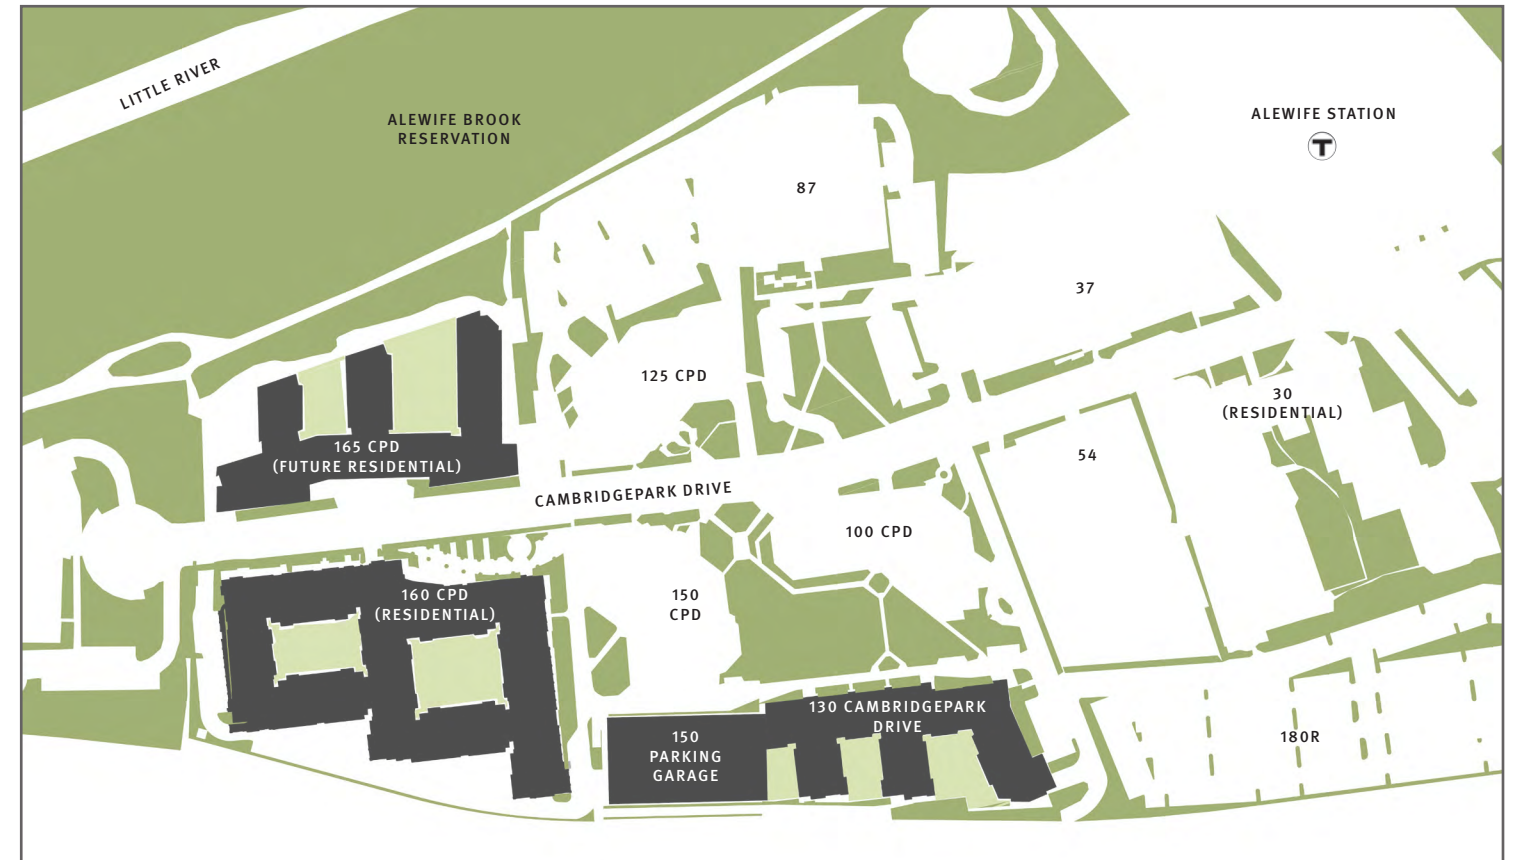 LITTLE RIVER
ALEWIFE BROOK
RESERVATION
ALEWIFE STATION
T
87
37
125 CPD
30
(RESIDENTIAL)
165 CPD
(FUTURE RESIDENTIAL)
54
CAMBRIDGEPARK DRIVE
100 CPD
160 CPD
(RESIDENTIAL)
150
CPD
130 CAMBRIDGEPARK
DRIVE
150
PARKING
GARAGE
180R